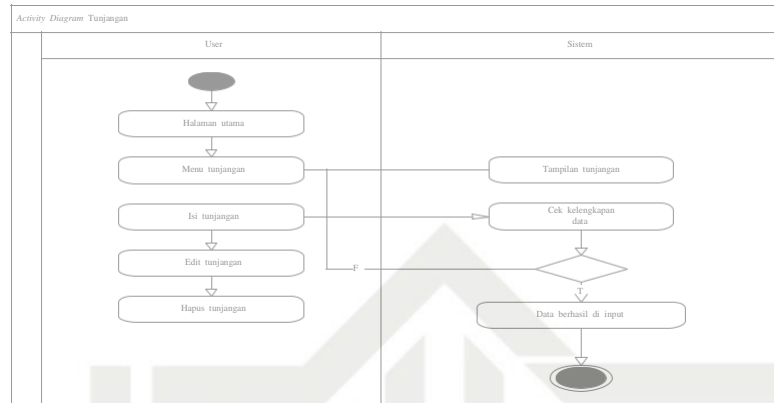 Activity Diagram Tunjangan
User
Sistem
Halaman utama
Menu tunjangan
Tampilan tunjangan
Isi tunjangan
Cek kelengkapan
data
Edit tunjangan
F
T
Hapus tunjangan
Data berhasil di input